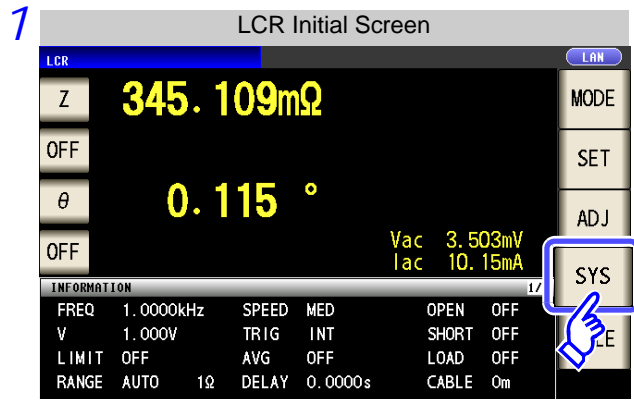 1
LCR Initial Screen
LCR
LAN
Z
345.109mΩ
MODE
OFF
SET
θ
0.115 °
ADJ
OFF
Vac 3.503mV
Iac 10.15mA
SYS
INFORMATION
1/
FREQ 1.0000kHz SPEED MED OPEN OFF
V 1.000V TRIG INT SHORT OFF
LIMIT OFF AVG OFF LOAD OFF
RANGE AUTO 1Ω DELAY 0.0000s CABLE 0m